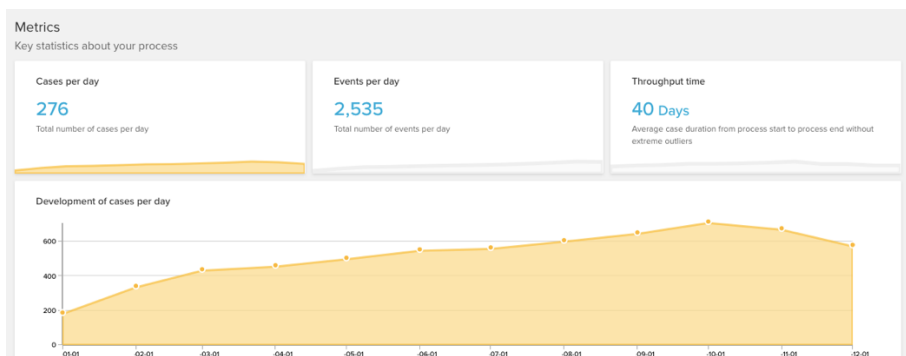 Metrics
Key statistics about your process
Cases per day
276
Total number of cases per day
Events per day
2,535
Total number of events per day
Throughput time
40 Days
Average case duration from process start to process end without
extreme outliers
Development of cases per day
600
400
200
0
01-01 -02-01 -03-01 -04-01 -05-01 -06-01 -07-01 -08-01 -09-01 -10-01 -11-01 -12-01